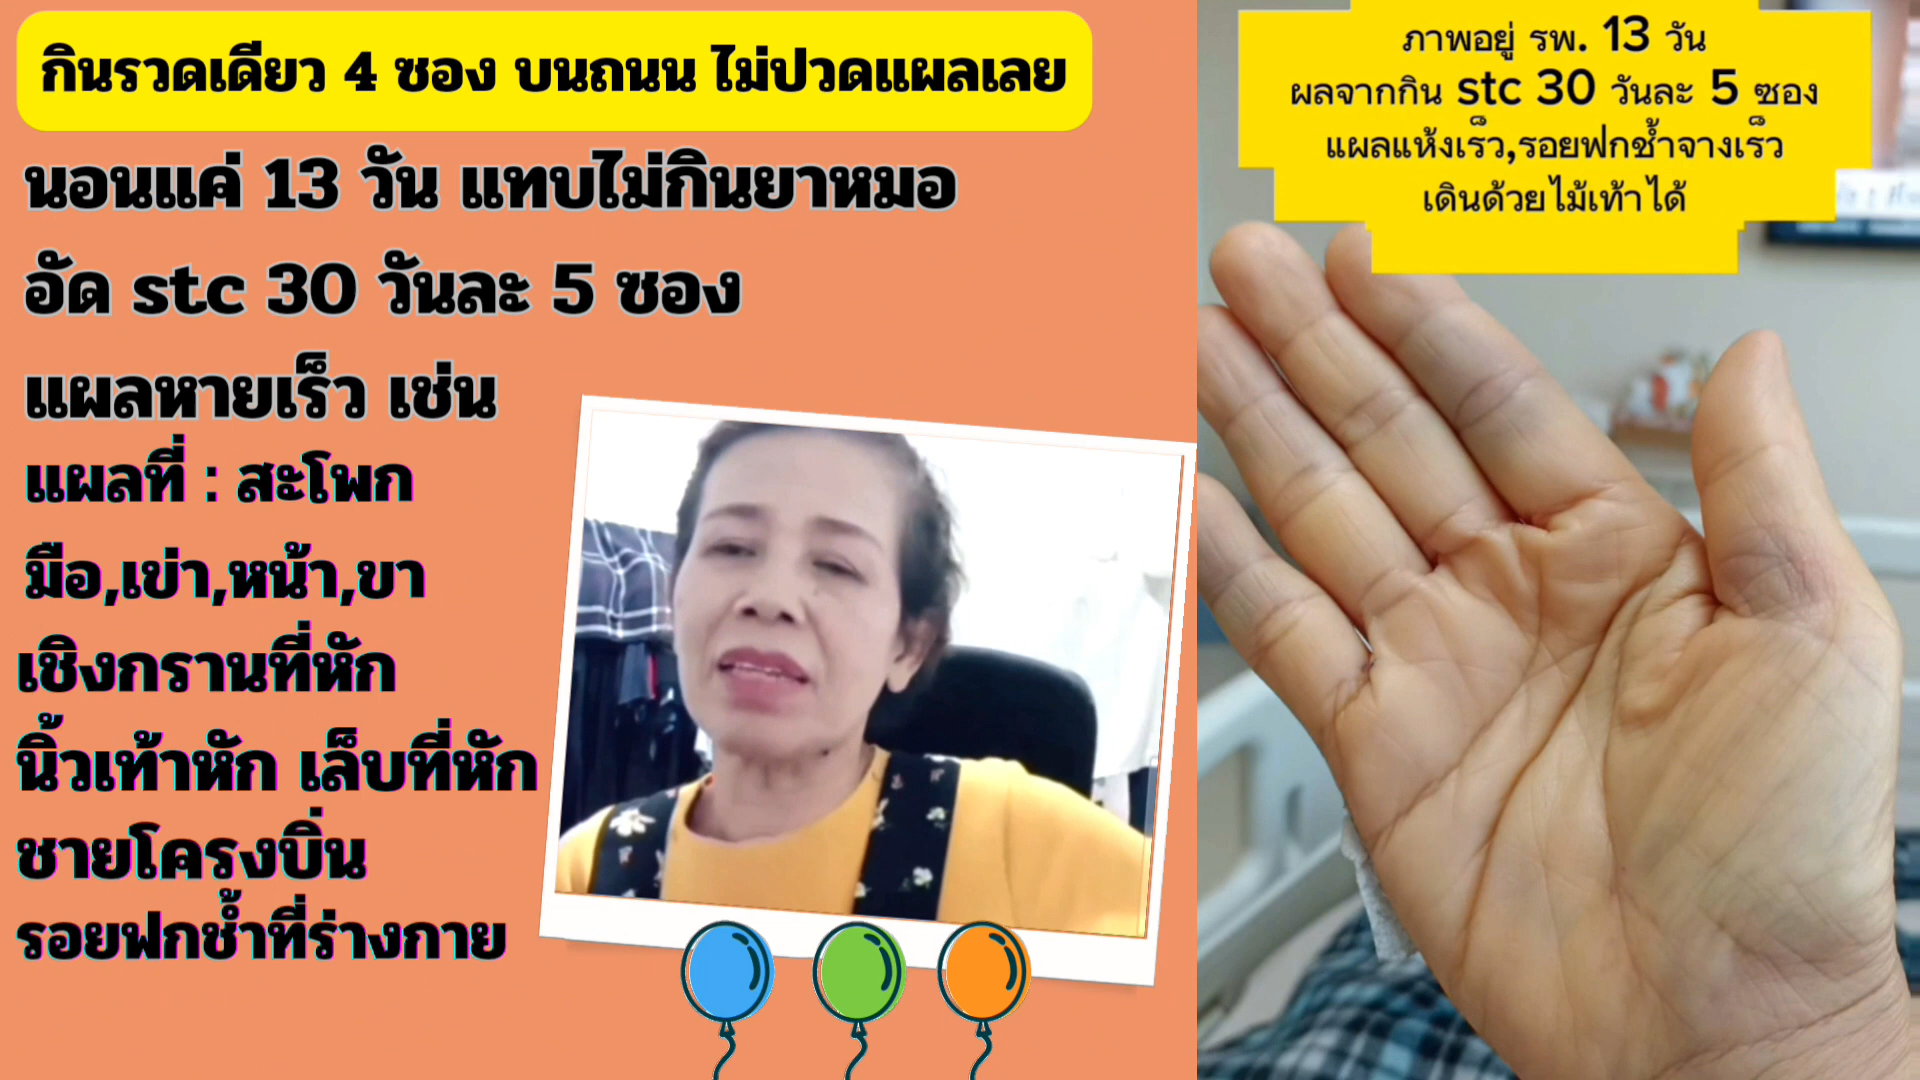 กินรวดเดียว 4 ซอง บนถนน ไม่ปวดแผลเลย
นอนแค่ 13 วัน แทบไม่กินยาหมอ
อัด stc 30 วันละ 5 ซอง
แผลหายเร็ว เช่น
แผลที่ : สะโพก
มือ,เข่า,หน้า,ขา
เชิงกรานที่หัก
นิ้วเท้าหัก เล็บที่หัก
ชายโครงบิ่น
รอยฟกช้ำที่ร่างกาย
ภาพอยู่ รพ. 13 วัน
ผลจากกิน stc 30 วันละ 5 ซอง
แผลแห้งเร็ว,รอยฟกช้ำจางเร็ว
เดินด้วยไม้เท้าได้